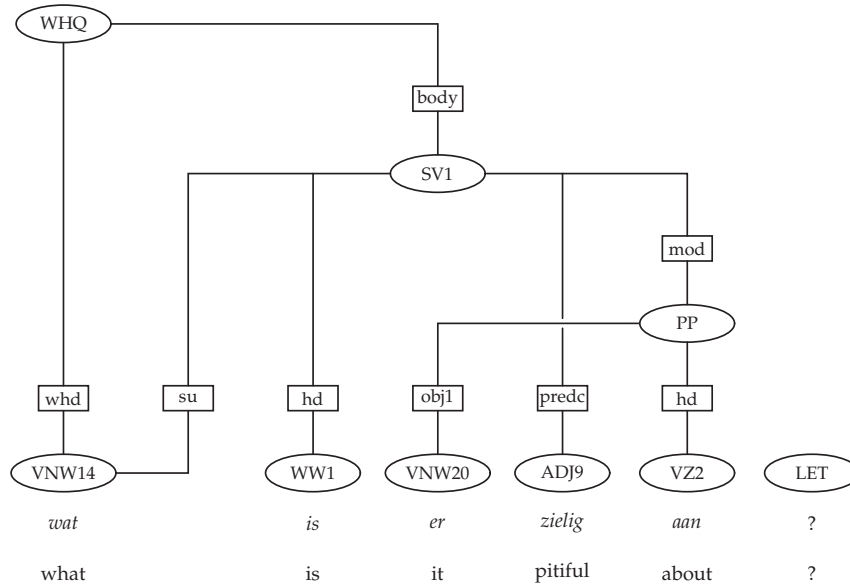 WHQ
body
SV1
mod
PP
whd su hd obj1 predc hd
VNW14 WW1 VNW20 ADJ9 VZ2 LET
wat is er zielig aan ?
what is it pitiful about ?